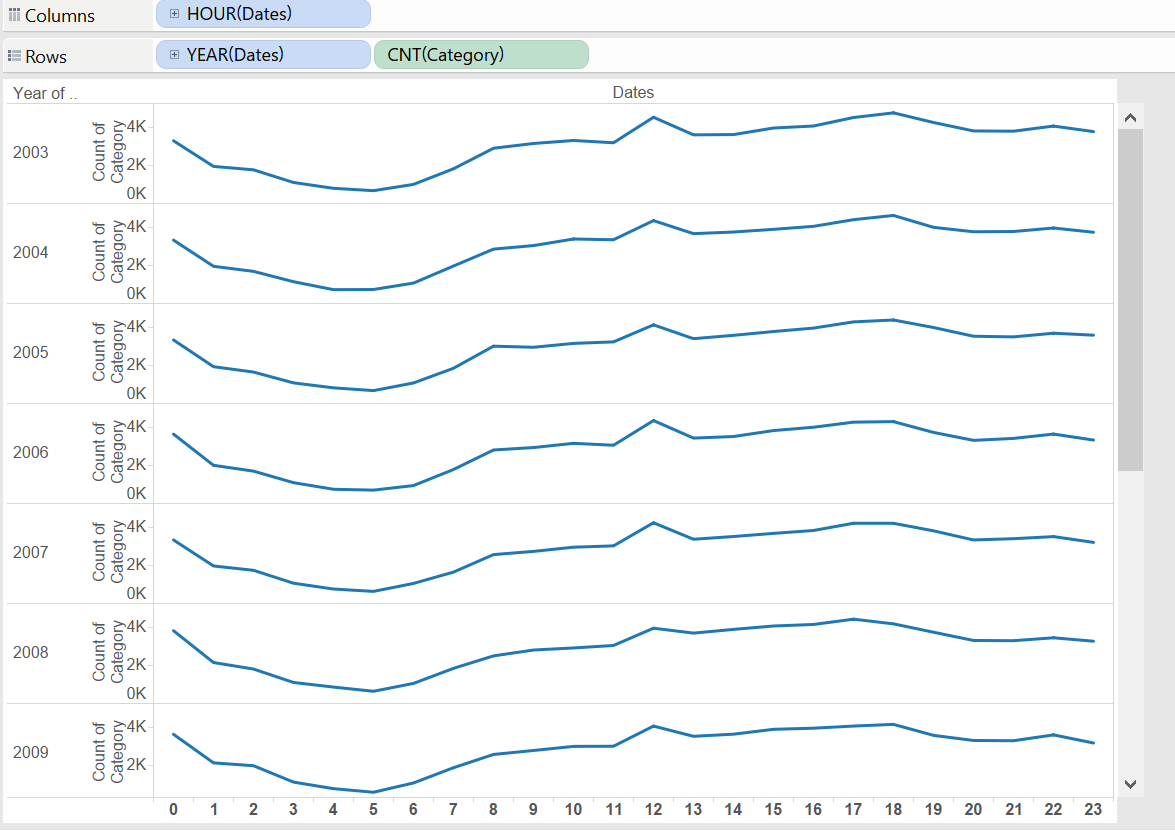 Columns HOUR(Dates)
Rows YEAR(Dates) CNT(Category)
Year of .. Dates
2003
Count of
Category
4K
2K
0K
2004
Count of
Category
4K
2K
0K
2005
Count of
Category
4K
2K
0K
2006
Count of
Category
4K
2K
0K
2007
Count of
Category
4K
2K
0K
2008
Count of
Category
4K
2K
0K
2009
Count of
Category
4K
2K
0 1 2 3 4 5 6 7 8 9 10 11 12 13 14 15 16 17 18 19 20 21 22 23